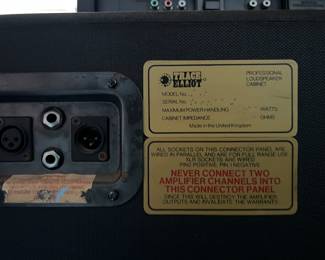 TRACE
ELLIOT
PROFESSIONAL
LOUDSPEAKER
CABINET
MODEL No.
SERIAL No.
MAXIMUM POWER HANDLING WATTS
CABINET IMPEDANCE OHMS
Made in the United Kingdom
ALL SOCKETS ON THIS CONNECTOR PANEL ARE
WIRED IN PARALLEL AND ARE FOR FULL RANGE USE
XLR SOCKETS ARE WIRED
PIN2 POSITIVE, PIN 1 NEGATIVE
NEVER CONNECT TWO
AMPLIFIER CHANNELS INTO
THIS CONNECTOR PANEL
SINCE THIS WILL DESTROY THE AMPLIFIER
OUTPUTS AND INVALIDATE THE WARRANTY.